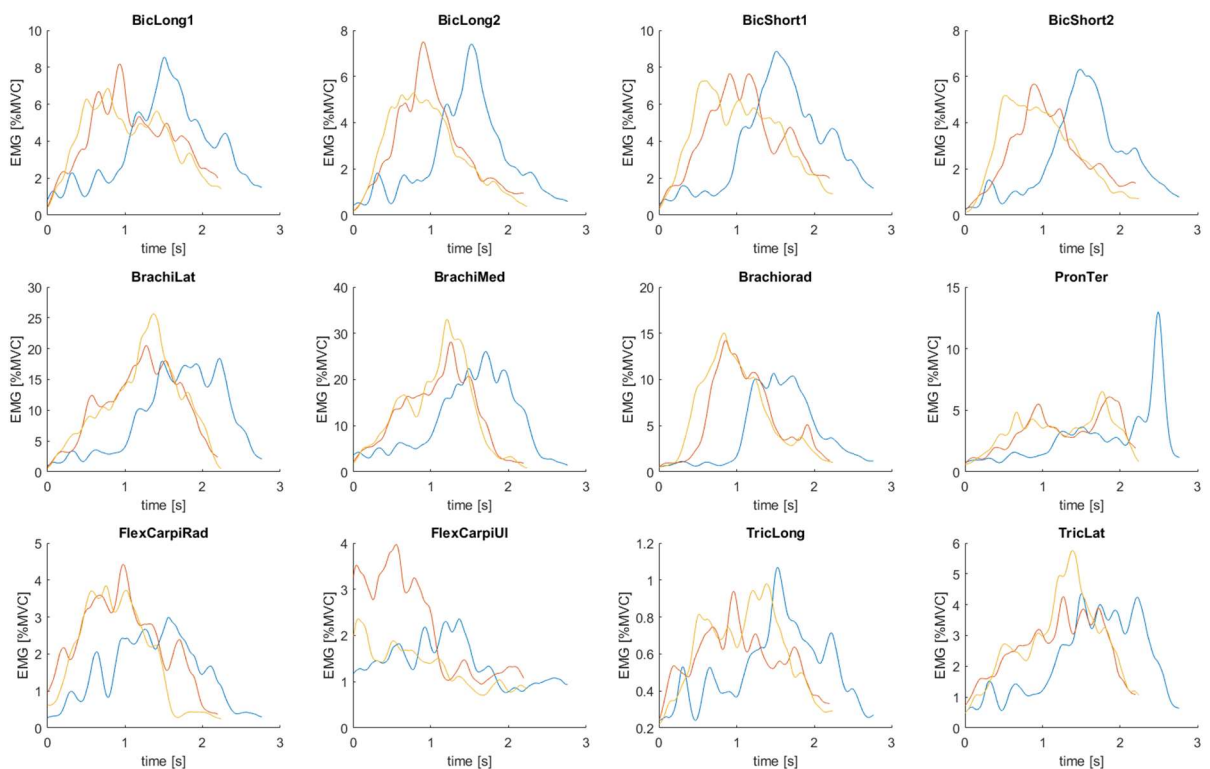 BicLong1
BicLong2
BicShort1
BicShort2
EMG [%MVC]
10
8
6
4
2
0
EMG [%MVC]
8
6
4
2
0
EMG [%MVC]
10
8
6
4
2
0
EMG [%MVC]
8
6
4
2
0
0 1 2 3
0 1 2 3
0 1 2 3
0 1 2 3
time [s]
time [s]
time [s]
time [s]
BrachiLat
BrachiMed
Brachiorad
PronTer
EMG [%MVC]
30
25
20
15
10
5
0
EMG [%MVC]
40
30
20
10
0
EMG [%MVC]
20
15
10
5
0
EMG [%MVC]
15
10
5
0
0 1 2 3
0 1 2 3
0 1 2 3
0 1 2 3
time [s]
time [s]
time [s]
time [s]
FlexCarpiRad
FlexCarpiUl
TricLong
TricLat
EMG [%MVC]
5
4
3
2
1
0
EMG [%MVC]
4
3
2
1
0
EMG [%MVC]
1.2
1
0.8
0.6
0.4
0.2
EMG [%MVC]
6
5
4
3
2
1
0
0 1 2 3
0 1 2 3
0 1 2 3
0 1 2 3
time [s]
time [s]
time [s]
time [s]